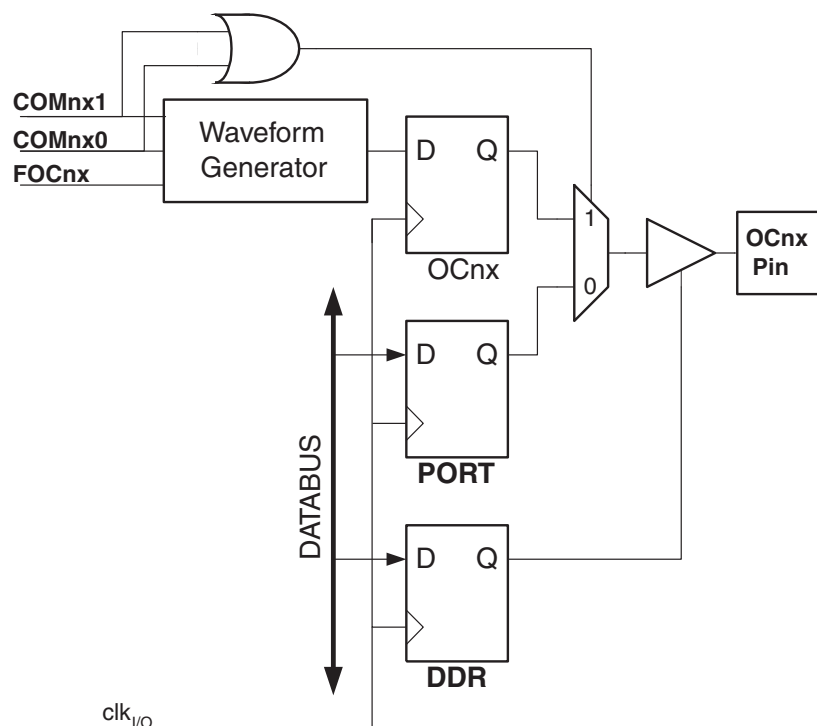 COMnx1
COMnx0
FOCnx
Waveform
Generator
D Q
OCnx
1
0
OCnx
Pin
D Q
PORT
DATABUS
D Q
DDR
clkI/O